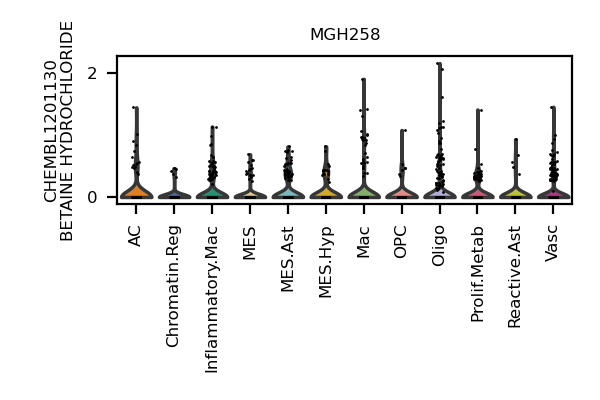 MGH258
CHEMBL1201130
BETAINE HYDROCHLORIDE
2
0
AC
Chromatin.Reg
Inflammatory.Mac
MES
MES.Ast
MES.Hyp
Mac
OPC
Oligo
Prolif.Metab
Reactive.Ast
Vasc